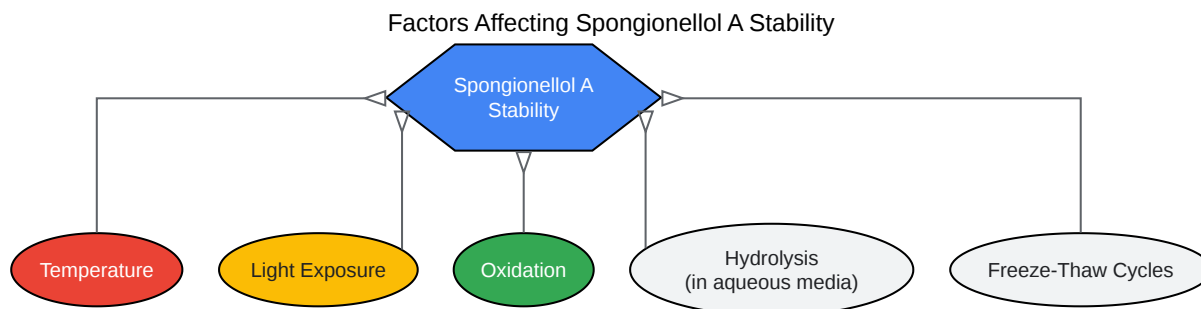 Factors Affecting Spongionellol A Stability
Spongionellol A
Stability
Temperature
Light Exposure
Oxidation
Hydrolysis
(in aqueous media)
Freeze-Thaw Cycles